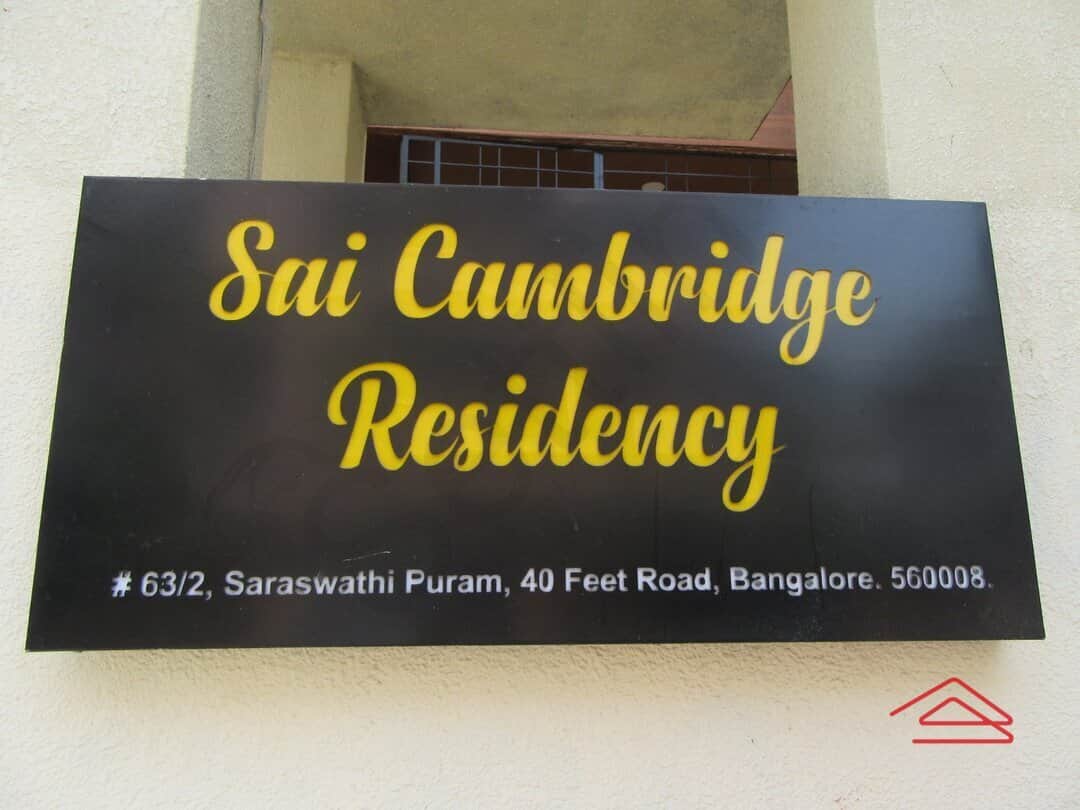 Sai Cambridge
Residency
# 63/2, Saraswathi Puram, 40 Feet Road, Bangalore. 560008.